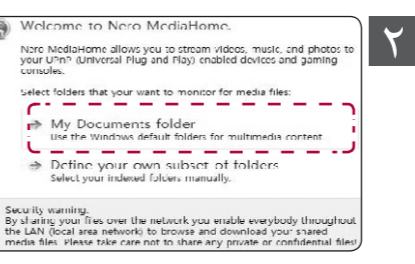 Welcome to Nero MediaHome.
Nero MediaHome allows you to stream videos, music, and photos to
your UPnP (Universal Plug and Play) enabled devices and gaming
consoles.
Select folders that your want to monitor for media files:
My Documents folder
Use the Windows default folders for multimedia content
Define your own subset of folders
Select your indexed folders manually.
Security warning.
By sharing your files over the network you enable everybody throughout
the LAN (local area network) to browse and download your shared
media files. Please take care not to share any private or confidential files!
٢